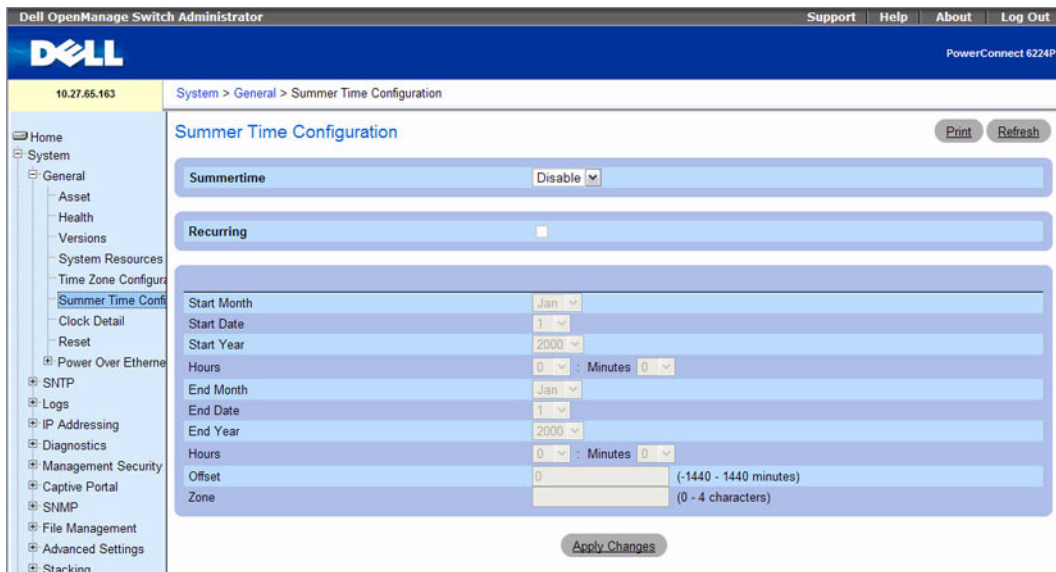 Dell OpenManage Switch Administrator
Support Help About Log Out
DELL
PowerConnect 6224P
10.27.65.163
System > General > Summer Time Configuration
Home
System
General
Asset
Health
Versions
System Resources
Time Zone Configura
Summer Time Confi
Clock Detail
Reset
Power Over Etherne
SNTP
Logs
IP Addressing
Diagnostics
Management Security
Captive Portal
SNMP
File Management
Advanced Settings
Stacking
Summer Time Configuration
Print Refresh
Summertime Disable
Recurring
Start Month Jan
Start Date 1
Start Year 2000
Hours 0 : Minutes 0
End Month Jan
End Date 1
End Year 2000
Hours 0 : Minutes 0
Offset 0 (-1440 - 1440 minutes)
Zone (0 - 4 characters)
Apply Changes